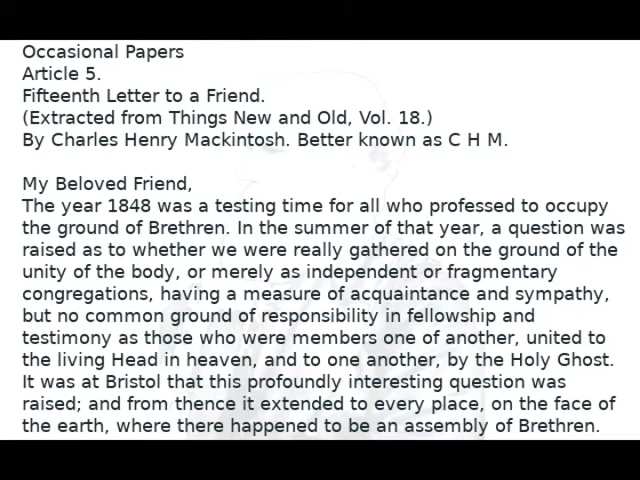 Occasional Papers
Article 5.
Fifteenth Letter to a Friend.
(Extracted from Things New and Old, Vol. 18.)
By Charles Henry Mackintosh. Better known as C H M.

My Beloved Friend,
The year 1848 was a testing time for all who professed to occupy
the ground of Brethren. In the summer of that year, a question was
raised as to whether we were really gathered on the ground of the
unity of the body, or merely as independent or fragmentary
congregations, having a measure of acquaintance and sympathy,
but no common ground of responsibility in fellowship and
testimony as those who were members one of another, united to
the living Head in heaven, and to one another, by the Holy Ghost.
It was at Bristol that this profoundly interesting question was
raised; and from thence it extended to every place, on the face of
the earth, where there happened to be an assembly of Brethren.